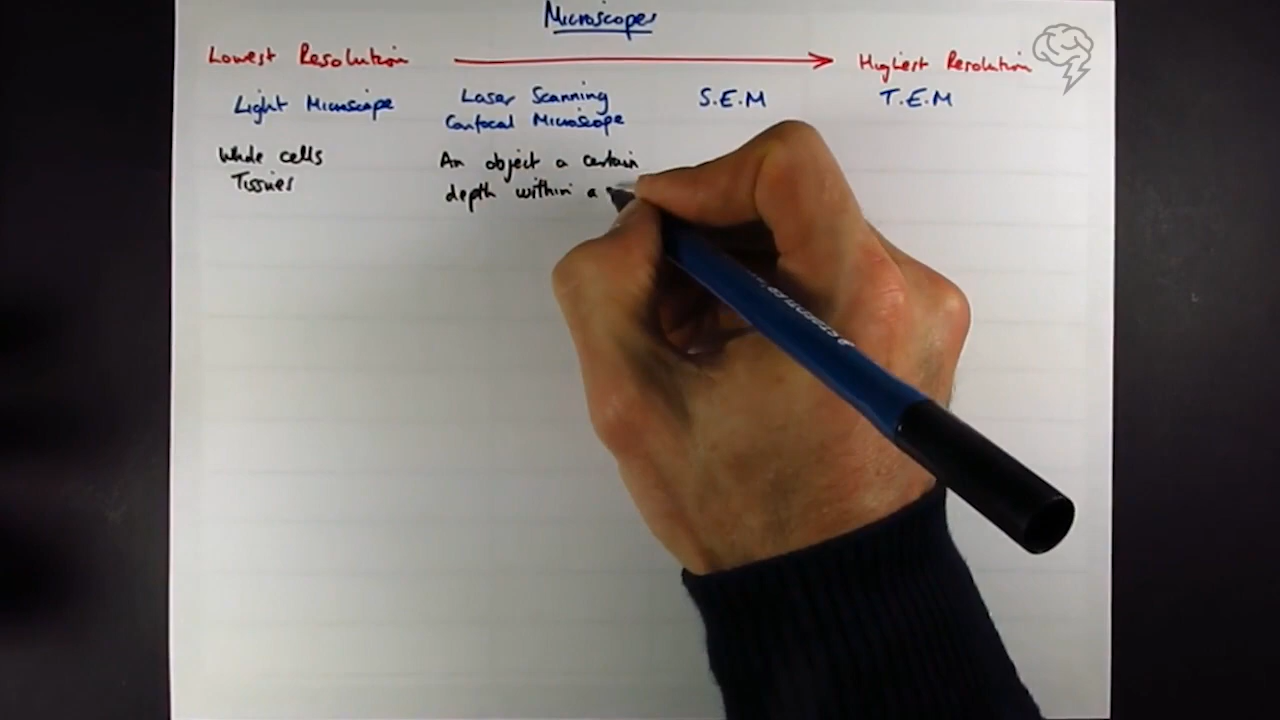 Microscopes
Lowest Resolution
Highest Resolution
Light Microscope
Laser Scanning
Confocal Microscope
S.E.M
T.E.M
Whole cells
Tissues
An object a certain
depth within a